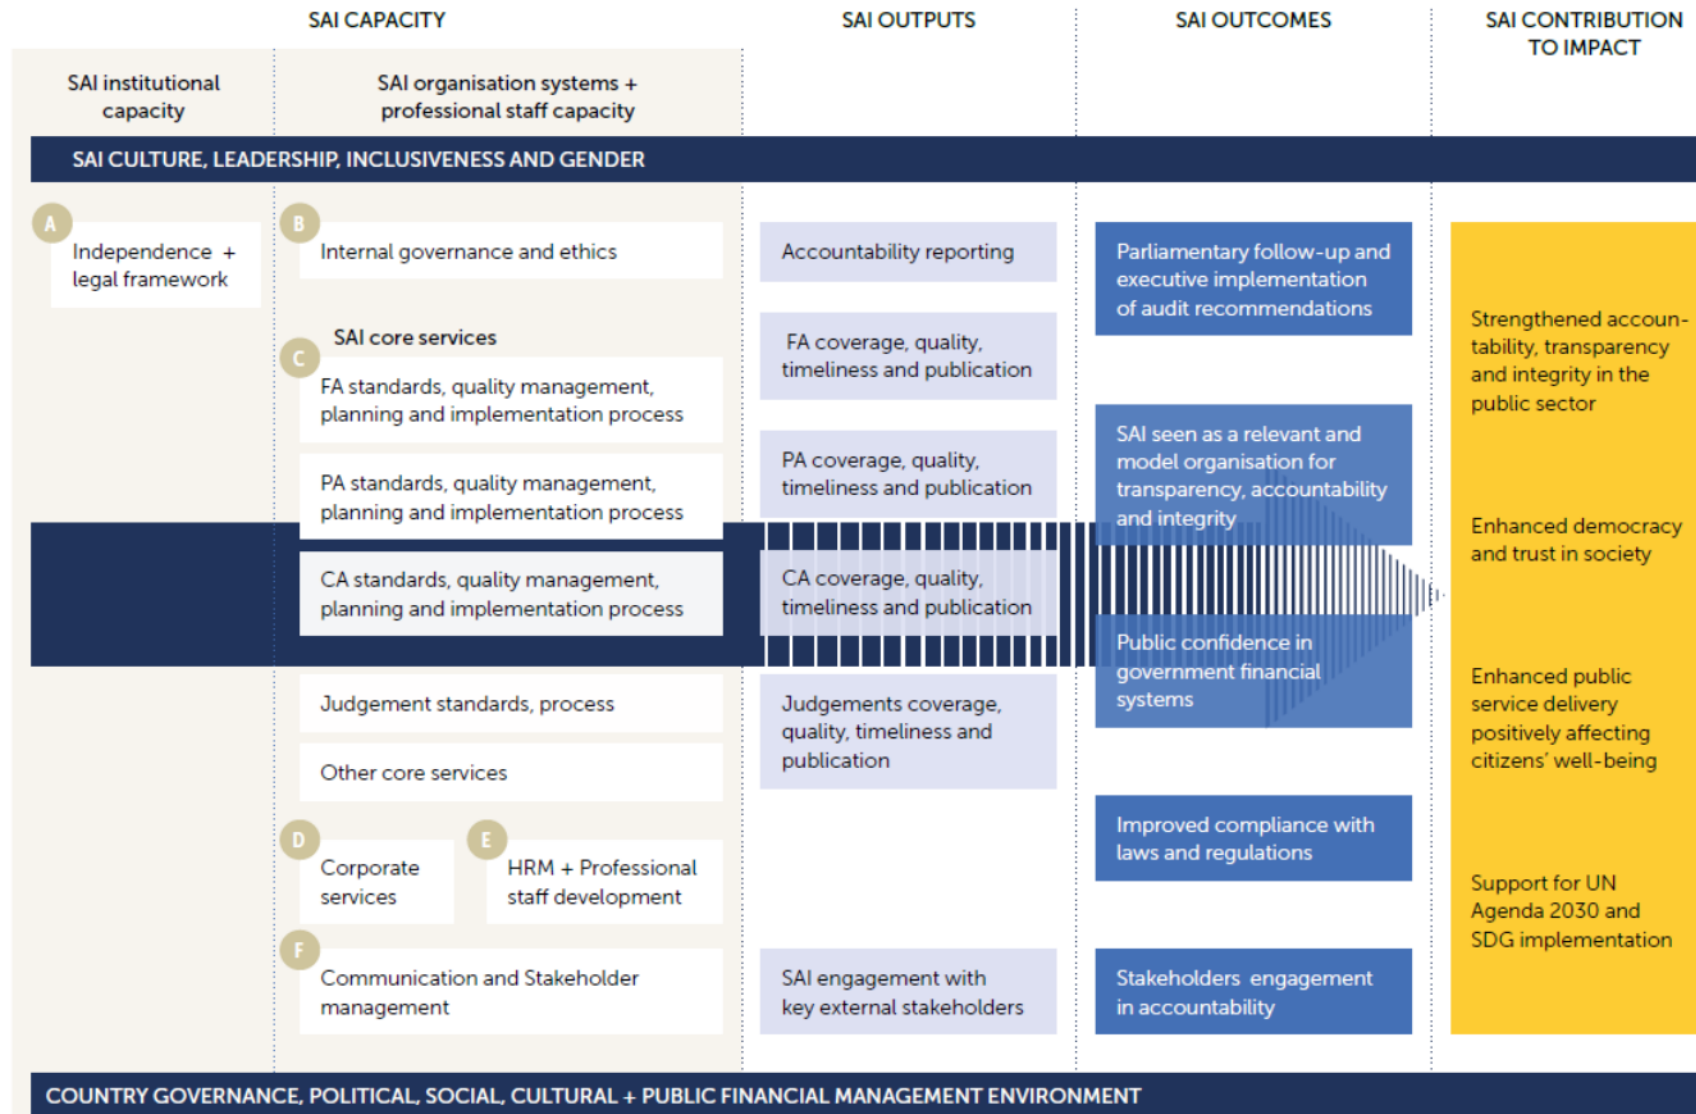 SAI CAPACITY
SAI OUTPUTS
SAI OUTCOMES
SAI CONTRIBUTION
TO IMPACT
SAI institutional
capacity
SAI organisation systems +
professional staff capacity
SAI CULTURE, LEADERSHIP, INCLUSIVENESS AND GENDER
A
Independence +
legal framework
B
Internal governance and ethics
SAI core services
C
FA standards, quality management,
planning and implementation process
PA standards, quality management,
planning and implementation process
CA standards, quality management,
planning and implementation process
Judgement standards, process
Other core services
D
Corporate
services
E
HRM + Professional
staff development
F
Communication and Stakeholder
management
Accountability reporting
FA coverage, quality,
timeliness and publication
PA coverage, quality,
timeliness and publication
CA coverage, quality,
timeliness and publication
Judgements coverage,
quality, timeliness and
publication
SAI engagement with
key external stakeholders
Parliamentary follow-up and
executive implementation
of audit recommendations
SAI seen as a relevant and
model organisation for
transparency, accountability
and integrity
Public confidence in
government financial
systems
Improved compliance with
laws and regulations
Stakeholders engagement
in accountability
Strengthened accoun-
tability, transparency
and integrity in the
public sector
Enhanced democracy
and trust in society
Enhanced public
service delivery
positively affecting
citizens' well-being
Support for UN
Agenda 2030 and
SDG implementation
COUNTRY GOVERNANCE, POLITICAL, SOCIAL, CULTURAL + PUBLIC FINANCIAL MANAGEMENT ENVIRONMENT